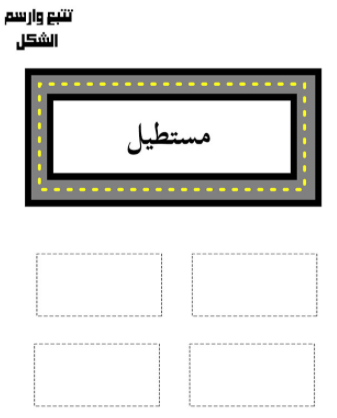 تتبع وارسم
الشكل
مستطيل